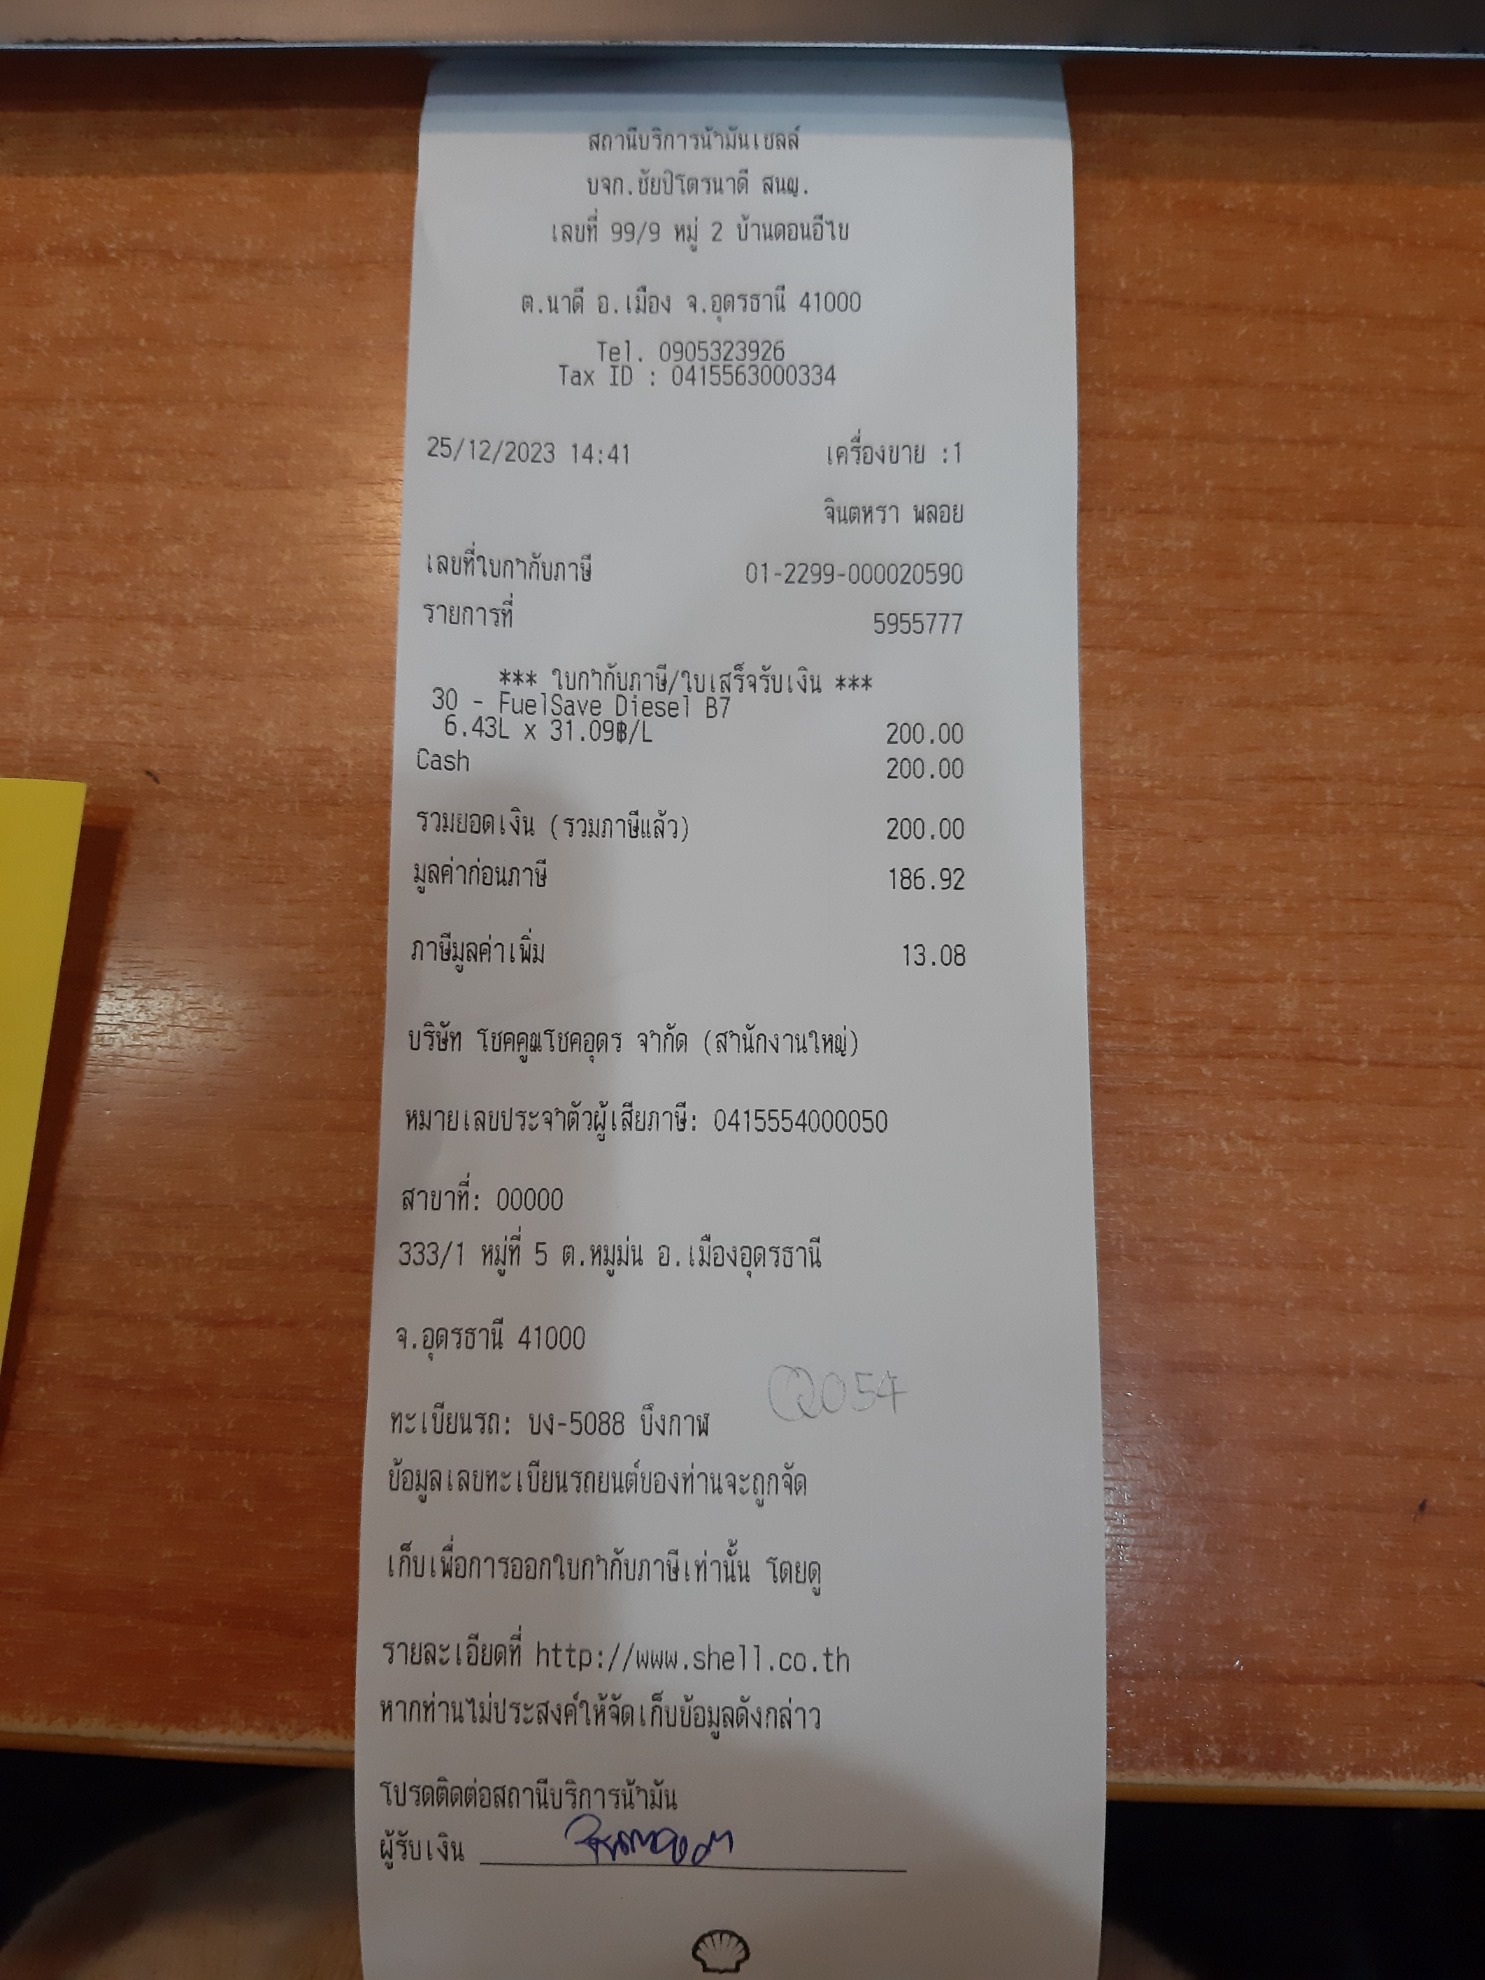 สถานีบริการน้ำมันเชลล์
บจก.ชัยปิโตรนาดี สนญ.
เลขที่ 99/9 หมู่ 2 บ้านดอนอีไข
ต.นาดี อ.เมือง จ.อุดรธานี 41000
Tel. 0905323926
Tax ID : 0415563000334
25/12/2023 14:41 เครื่องขาย :1
จินตหรา พลอย
เลขที่ใบกำกับภาษี 01-2299-000020590
รายการที่ 5955777
*** ใบกำกับภาษี/ใบเสร็จรับเงิน ***
30 - FuelSave Diesel B7
6.43L x 31.09฿/L 200.00
Cash 200.00
รวมยอดเงิน (รวมภาษีแล้ว) 200.00
มูลค่าก่อนภาษี 186.92
ภาษีมูลค่าเพิ่ม 13.08
บริษัท โชคคูณโชคอุดร จำกัด (สำนักงานใหญ่)
หมายเลขประจำตัวผู้เสียภาษี: 0415554000050
สาขาที่: 00000
333/1 หมู่ที่ 5 ต.หมูม่น อ.เมืองอุดรธานี
จ.อุดรธานี 41000
054
ทะเบียนรถ: บง-5088 บึงกาฬ
ข้อมูลเลขทะเบียนรถยนต์ของท่านจะถูกจัด
เก็บเพื่อการออกใบกำกับภาษีเท่านั้น โดยดู
รายละเอียดที่ http://www.shell.co.th
หากท่านไม่ประสงค์ให้จัดเก็บข้อมูลดังกล่าว
โปรดติดต่อสถานีบริการน้ำมัน
ผู้รับเงิน